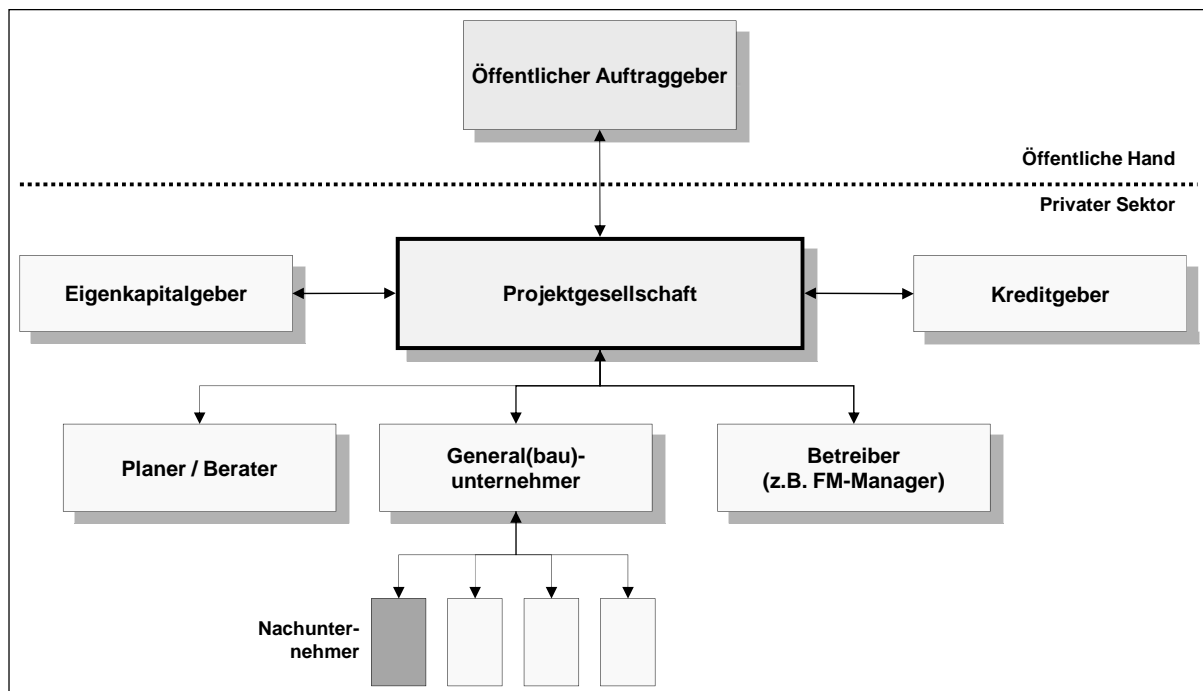 Öffentlicher Auftraggeber
Öffentliche Hand
Privater Sektor
Eigenkapitalgeber
Projektgesellschaft
Kreditgeber
Planer / Berater
General(bau)-
unternehmer
Betreiber
(z.B. FM-Manager)
Nachunter-
nehmer